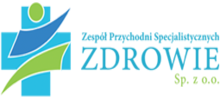 Zespół Przychodni Specjalistycznych
ZDROWIE
Sp. z o.o.